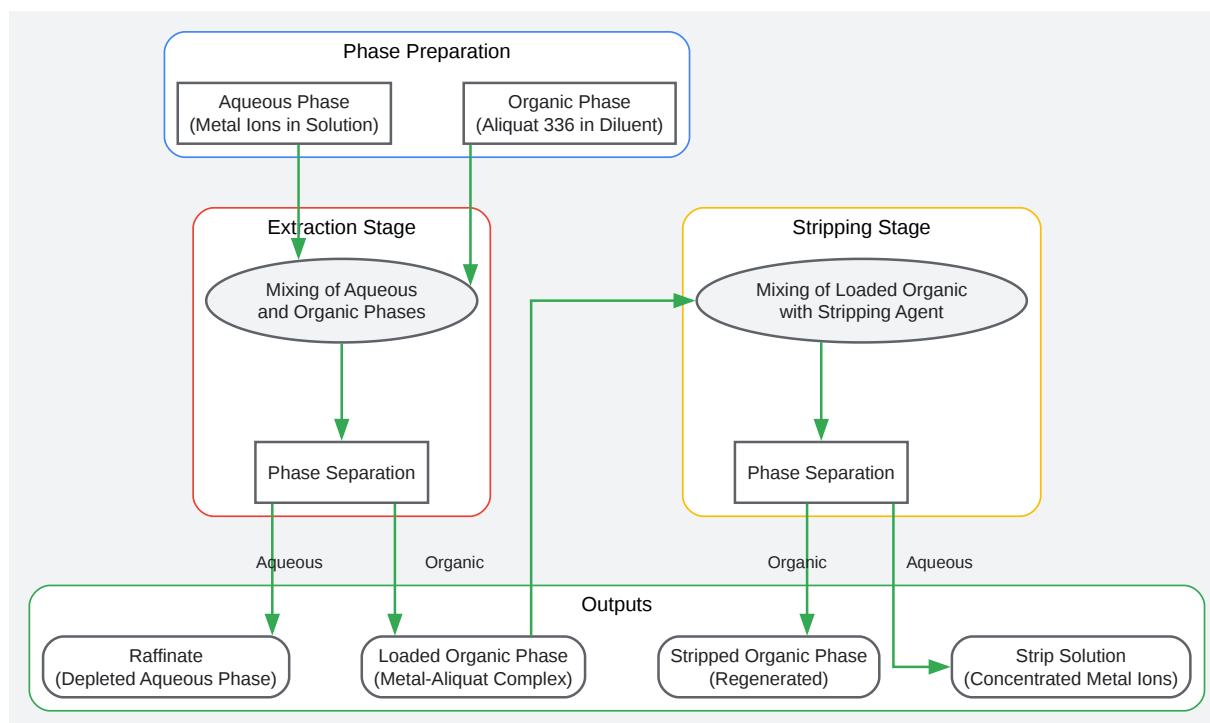 Phase Preparation
Aqueous Phase
(Metal Ions in Solution)
Organic Phase
(Aliquat 336 in Diluent)
Extraction Stage
Mixing of Aqueous
and Organic Phases
Phase Separation
Stripping Stage
Mixing of Loaded Organic
with Stripping Agent
Phase Separation
Aqueous
Organic
Organic
Aqueous
Outputs
Raffinate
(Depleted Aqueous Phase)
Loaded Organic Phase
(Metal-Aliquat Complex)
Stripped Organic Phase
(Regenerated)
Strip Solution
(Concentrated Metal Ions)